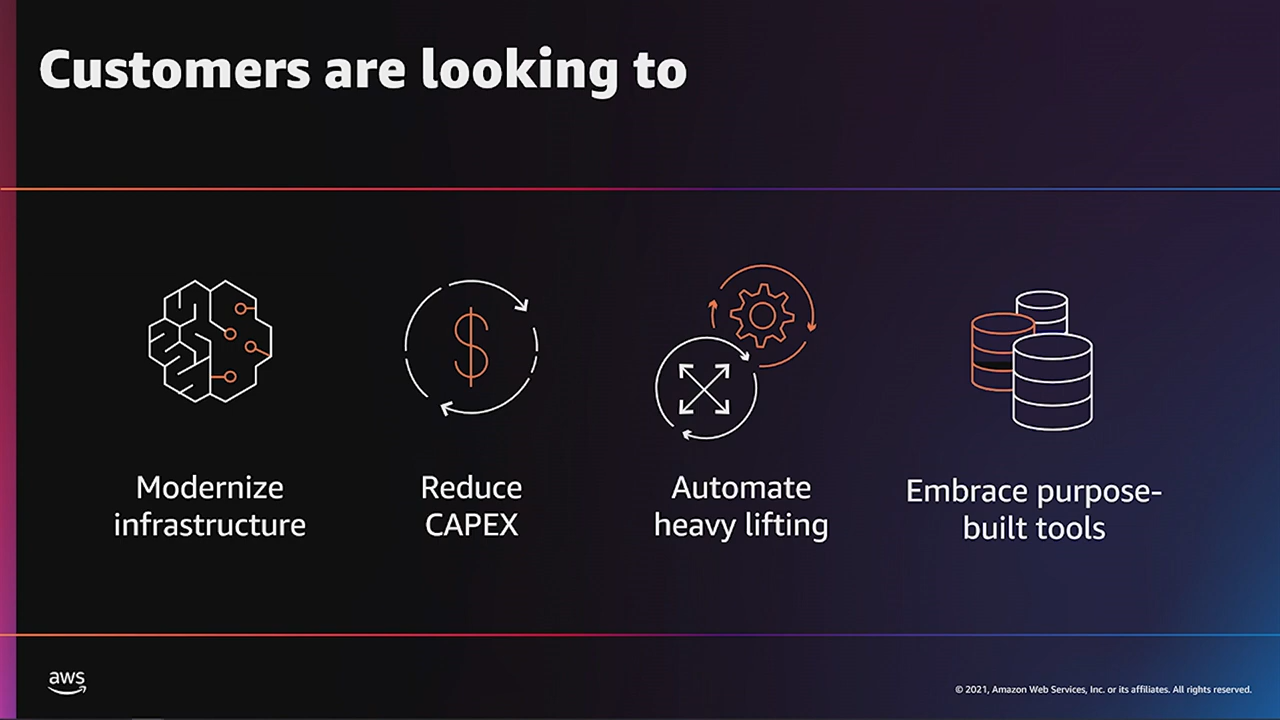 Customers are looking to
Modernize
infrastructure
Reduce
CAPEX
Automate
heavy lifting
Embrace purpose-
built tools
aws
© 2021, Amazon Web Services, Inc. or its affiliates. All rights reserved.